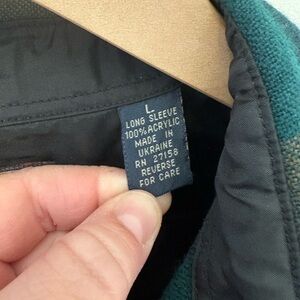 L
LONG SLEEVE
100% ACRYLIC
MADE IN
UKRAINE
RN 27158
REVERSE
FOR CARE